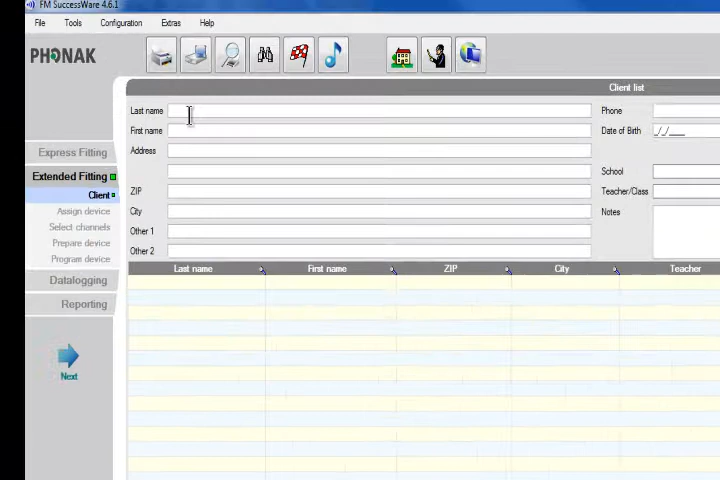 FM SuccessWare 4.6.1
File Tools Configuration Extras Help
PHONAK
Client list
Last name Phone
First name Date of Birth _/_/____
Address
School
ZIP Teacher/Class
City Notes
Other 1
Other 2
Express Fitting
Extended Fitting
Client
Assign device
Select channels
Prepare device
Program device
Datalogging
Reporting
Next
Last name First name ZIP City Teacher